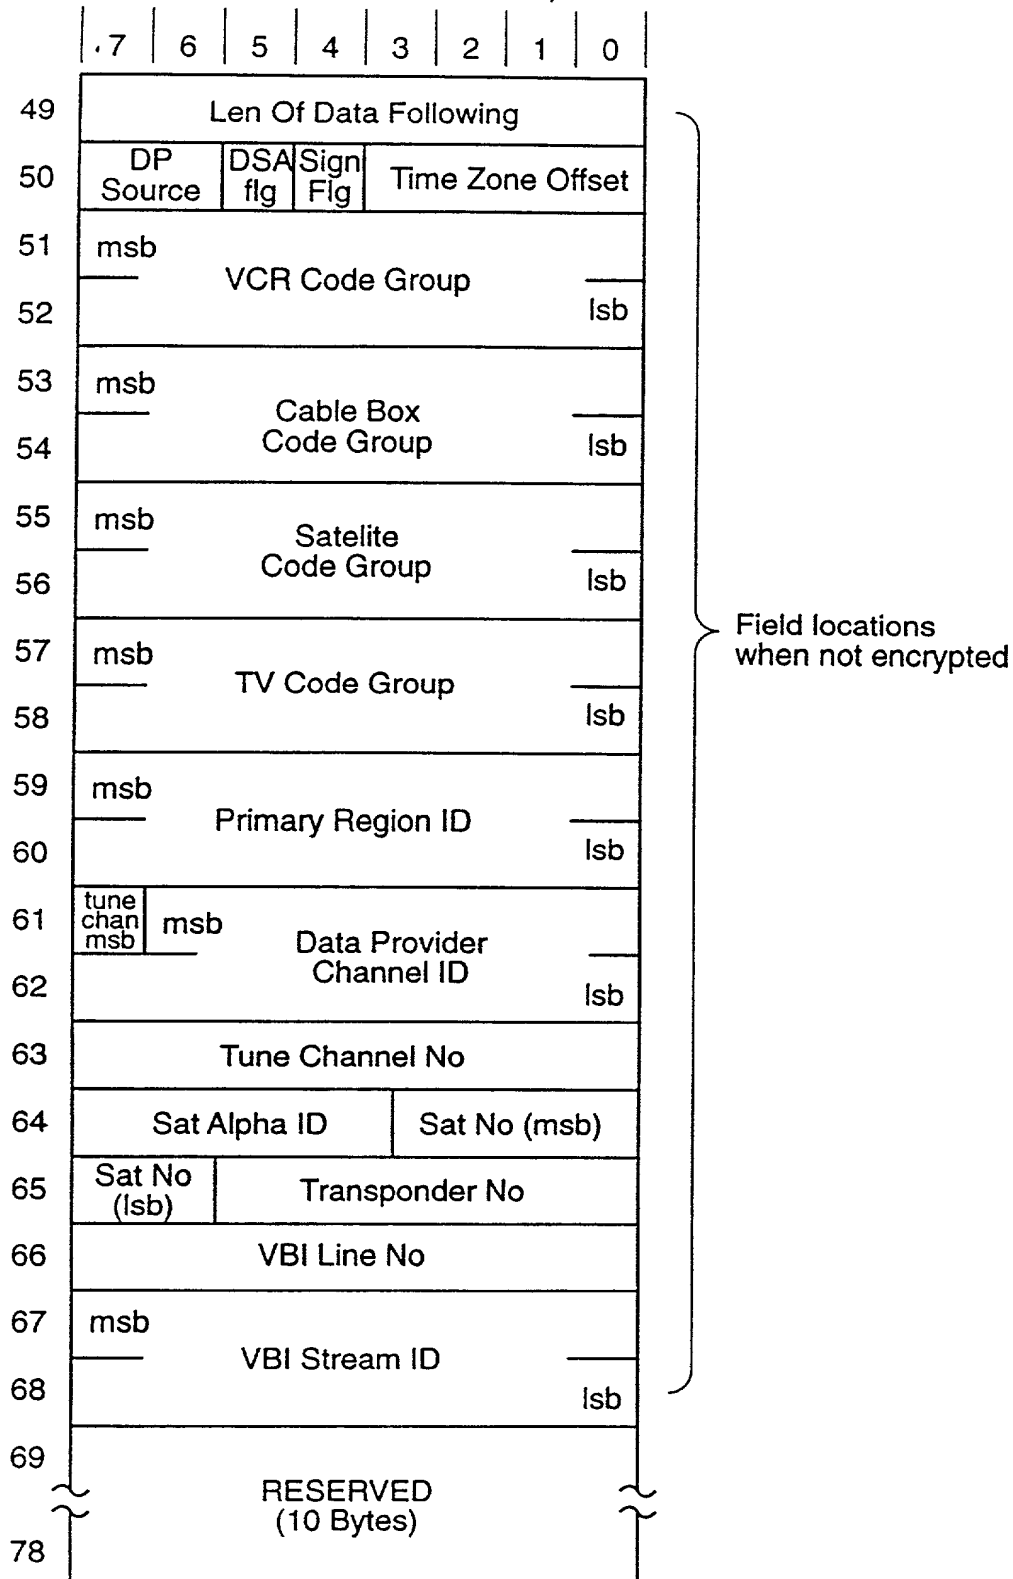 7 6 5 4 3 2 1 0
49 Len Of Data Following
50 DP Source DSA flg Sign Flg Time Zone Offset
51 msb
VCR Code Group
52 lsb
53 msb
Cable Box
54 Code Group lsb
55 msb
Satelite
56 Code Group lsb
57 msb
TV Code Group
58 lsb
Field locations
when not encrypted
59 msb
Primary Region ID
60 lsb
61 tune chan msb msb
Data Provider
62 Channel ID lsb
63 Tune Channel No
64 Sat Alpha ID Sat No (msb)
65 Sat No (lsb) Transponder No
66 VBI Line No
67 msb
VBI Stream ID
68 lsb
69
RESERVED
(10 Bytes)
78